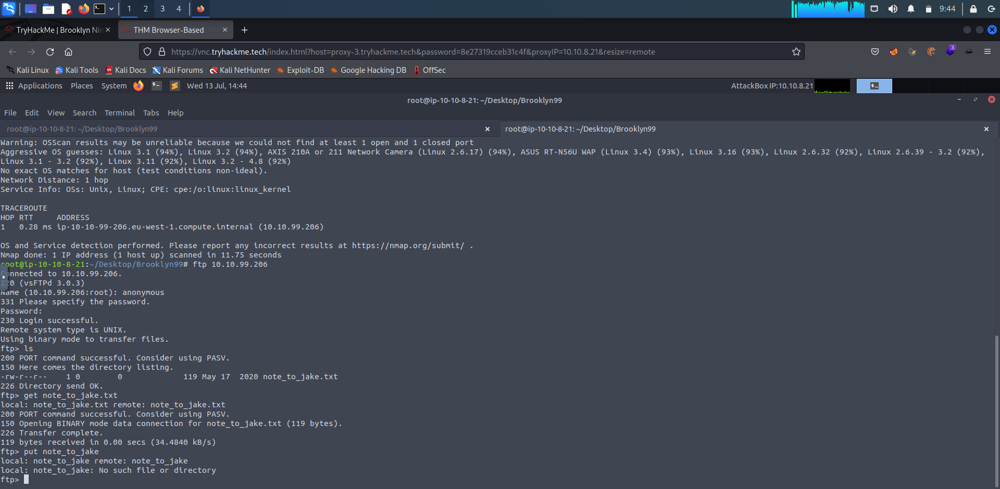 1 2 3 4 9:44
TryHackMe | Brooklyn Nin
THM Browser-Based
https://vnc.tryhackme.tech/index.html?host=proxy-3.tryhackme.tech&password=8e27319cceb31c4f&proxyIP=10.10.8.21&resize=remote
3
Kali Linux Kali Tools Kali Docs Kali Forums Kali NetHunter Exploit-DB Google Hacking DB OffSec
Applications Places System Wed 13 Jul, 14:44 AttackBox IP:10.10.8.21
root@ip-10-10-8-21: ~/Desktop/Brooklyn99
File Edit View Search Terminal Tabs Help
root@ip-10-10-8-21: ~/Desktop/Brooklyn99 root@ip-10-10-8-21: ~/Desktop/Brooklyn99
Warning: OSScan results may be unreliable because we could not find at least 1 open and 1 closed port
Aggressive OS guesses: Linux 3.1 (94%), Linux 3.2 (94%), AXIS 210A or 211 Network Camera (Linux 2.6.17) (94%), ASUS RT-N56U WAP (Linux 3.4) (93%), Linux 3.16 (93%), Linux 2.6.32 (92%), Linux 2.6.39 - 3.2 (92%),
Linux 3.1 - 3.2 (92%), Linux 3.11 (92%), Linux 3.2 - 4.8 (92%)
No exact OS matches for host (test conditions non-ideal).
Network Distance: 1 hop
Service Info: OSs: Unix, Linux; CPE: cpe:/o:linux:linux_kernel
TRACEROUTE
HOP RTT     ADDRESS
1   0.28 ms ip-10-10-99-206.eu-west-1.compute.internal (10.10.99.206)
OS and Service detection performed. Please report any incorrect results at https://nmap.org/submit/ .
Nmap done: 1 IP address (1 host up) scanned in 11.75 seconds
root@ip-10-10-8-21:~/Desktop/Brooklyn99# ftp 10.10.99.206
Connected to 10.10.99.206.
220 (vsFTPd 3.0.3)
Name (10.10.99.206:root): anonymous
331 Please specify the password.
Password:
230 Login successful.
Remote system type is UNIX.
Using binary mode to transfer files.
ftp> ls
200 PORT command successful. Consider using PASV.
150 Here comes the directory listing.
-rw-r--r--    1 0        0             119 May 17  2020 note_to_jake.txt
226 Directory send OK.
ftp> get note_to_jake.txt
local: note_to_jake.txt remote: note_to_jake.txt
200 PORT command successful. Consider using PASV.
150 Opening BINARY mode data connection for note_to_jake.txt (119 bytes).
226 Transfer complete.
119 bytes received in 0.00 secs (34.4840 kB/s)
ftp> put note_to_jake
local: note_to_jake remote: note_to_jake
local: note_to_jake: No such file or directory
ftp>